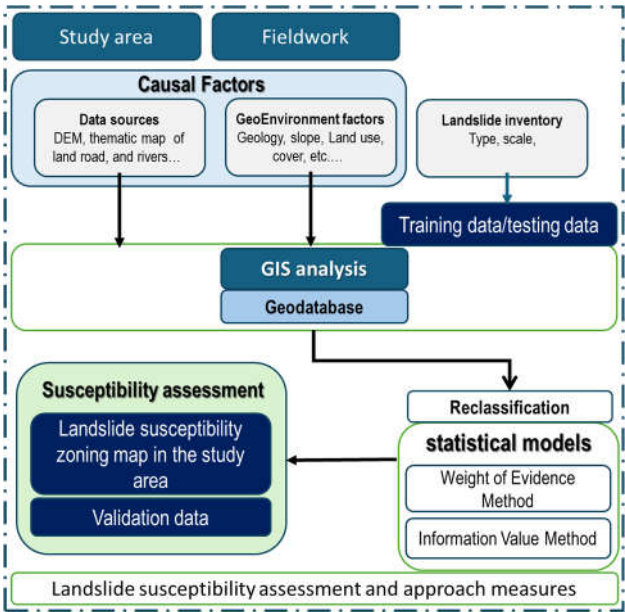 Study area
Fieldwork
Causal Factors
Data sources
DEM, thematic map of
land road, and rivers...
GeoEnvironment factors
Geology, slope, Land use,
cover, etc....
Landslide inventory
Type, scale,
Training data/testing data
GIS analysis
Geodatabase
Reclassification
statistical models
Weight of Evidence
Method
Information Value Method
Susceptibility assessment
Landslide susceptibility
zoning map in the study
area
Validation data
Landslide susceptibility assessment and approach measures